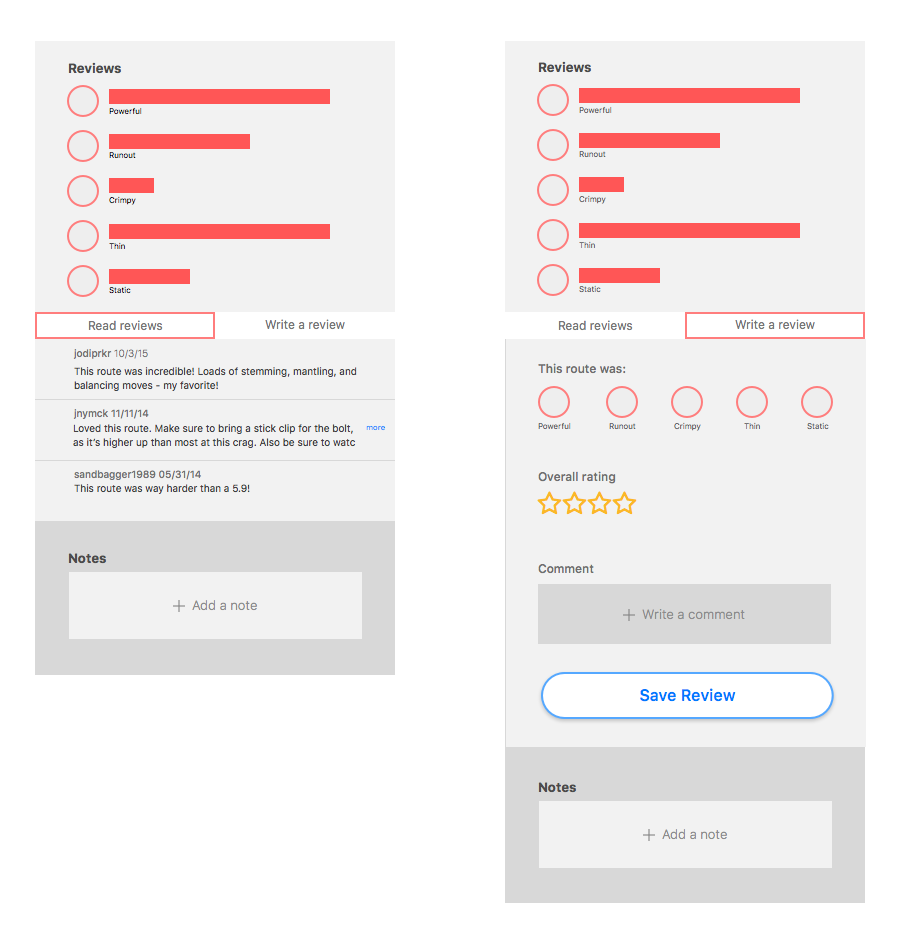 Reviews
Powerful
Runout
Crimpy
Thin
Static
Read reviews
Write a review
jodiprkr 10/3/15
This route was incredible! Loads of stemming, mantling, and
balancing moves - my favorite!
jnymck 11/11/14
Loved this route. Make sure to bring a stick clip for the bolt,
more
as it's higher up than most at this crag. Also be sure to watc
sandbagger1989 05/31/14
This route was way harder than a 5.9!
Notes
+ Add a note
Reviews
Powerful
Runout
Crimpy
Thin
Static
Read reviews
Write a review
This route was:
Powerful
Runout
Crimpy
Thin
Static
Overall rating
Comment
+ Write a comment
Save Review
Notes
+ Add a note